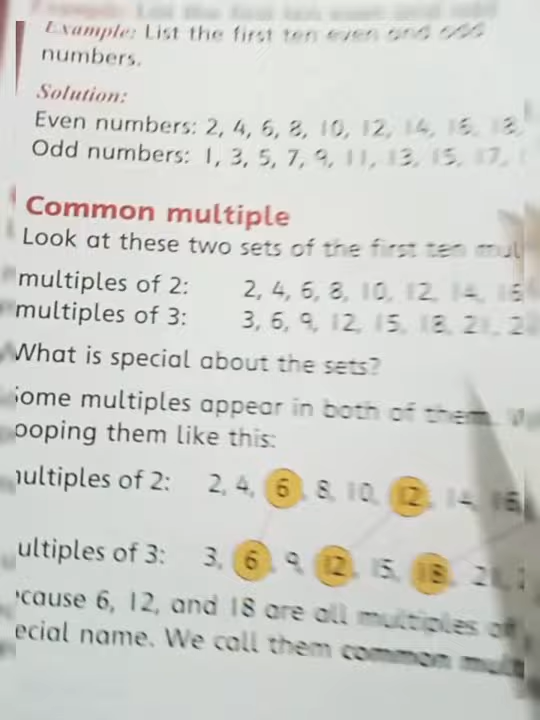 Example: List the first ten even and odd
numbers.
Solution:
Even numbers: 2, 4, 6, 8, 10, 12, 14, 16, 18,
Odd numbers: 1, 3, 5, 7, 9, 11, 13, 15, 17,
Common multiple
Look at these two sets of the first ten mul
multiples of 2: 2, 4, 6, 8, 10, 12, 14, 16
multiples of 3: 3, 6, 9, 12, 15, 18, 21, 2
What is special about the sets?
ome multiples appear in both of them.
ooping them like this:
ultiples of 2: 2, 4, 6, 8, 10, 12, 14, 16,
ultiples of 3: 3, 6, 9, 12, 15, 18, 21,
cause 6, 12, and 18 are all multiples of
ecial name. We call them common mult